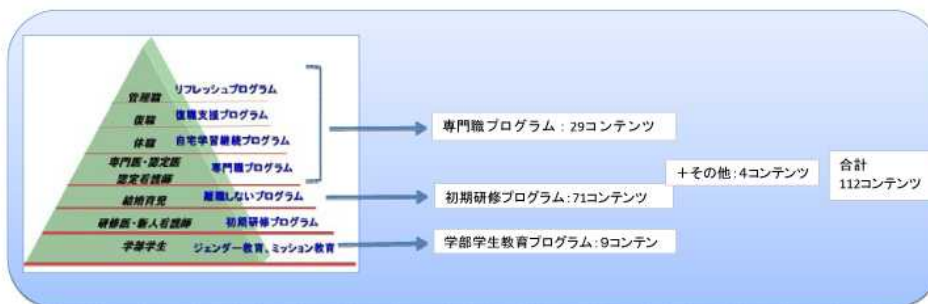 管理職 リフレッシュプログラム
復職 復職支援プログラム
休職 自宅学習継続プログラム
専門医・認定医
認定看護師 専門職プログラム
結婚育児 離職しないプログラム
研修医・新人看護師 初期研修プログラム
学部学生 ジェンダー教育、ミッション教育
専門職プログラム：29コンテンツ
初期研修プログラム：71コンテンツ
学部学生教育プログラム：9コンテン
＋その他：4コンテンツ
合計
112コンテンツ